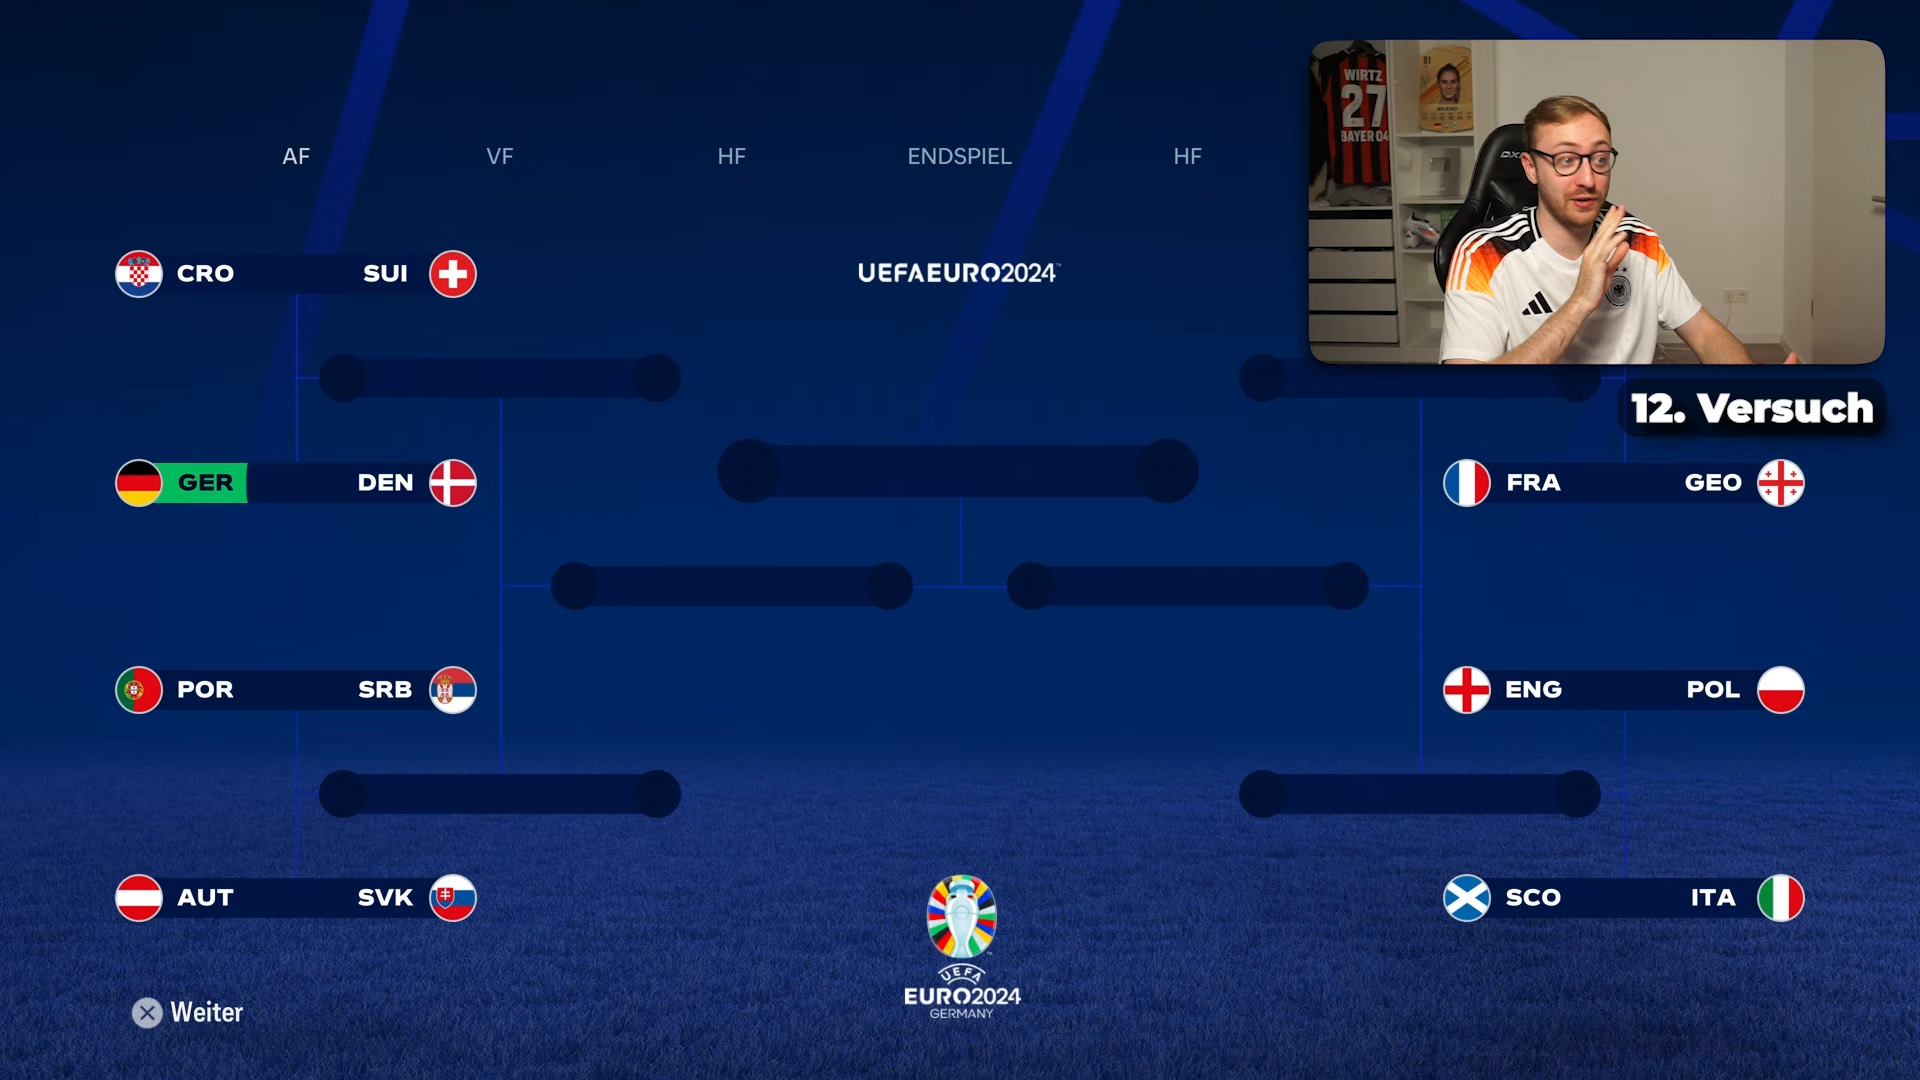 AF
VF
HF
ENDSPIEL
HF
WIRTZ
27
BAYER 04
81
CRO SUI
UEFAEURO2024
12. Versuch
GER DEN
FRA GEO
POR SRB
ENG POL
AUT SVK
SCO ITA
UEFA
EURO2024
GERMANY
Weiter